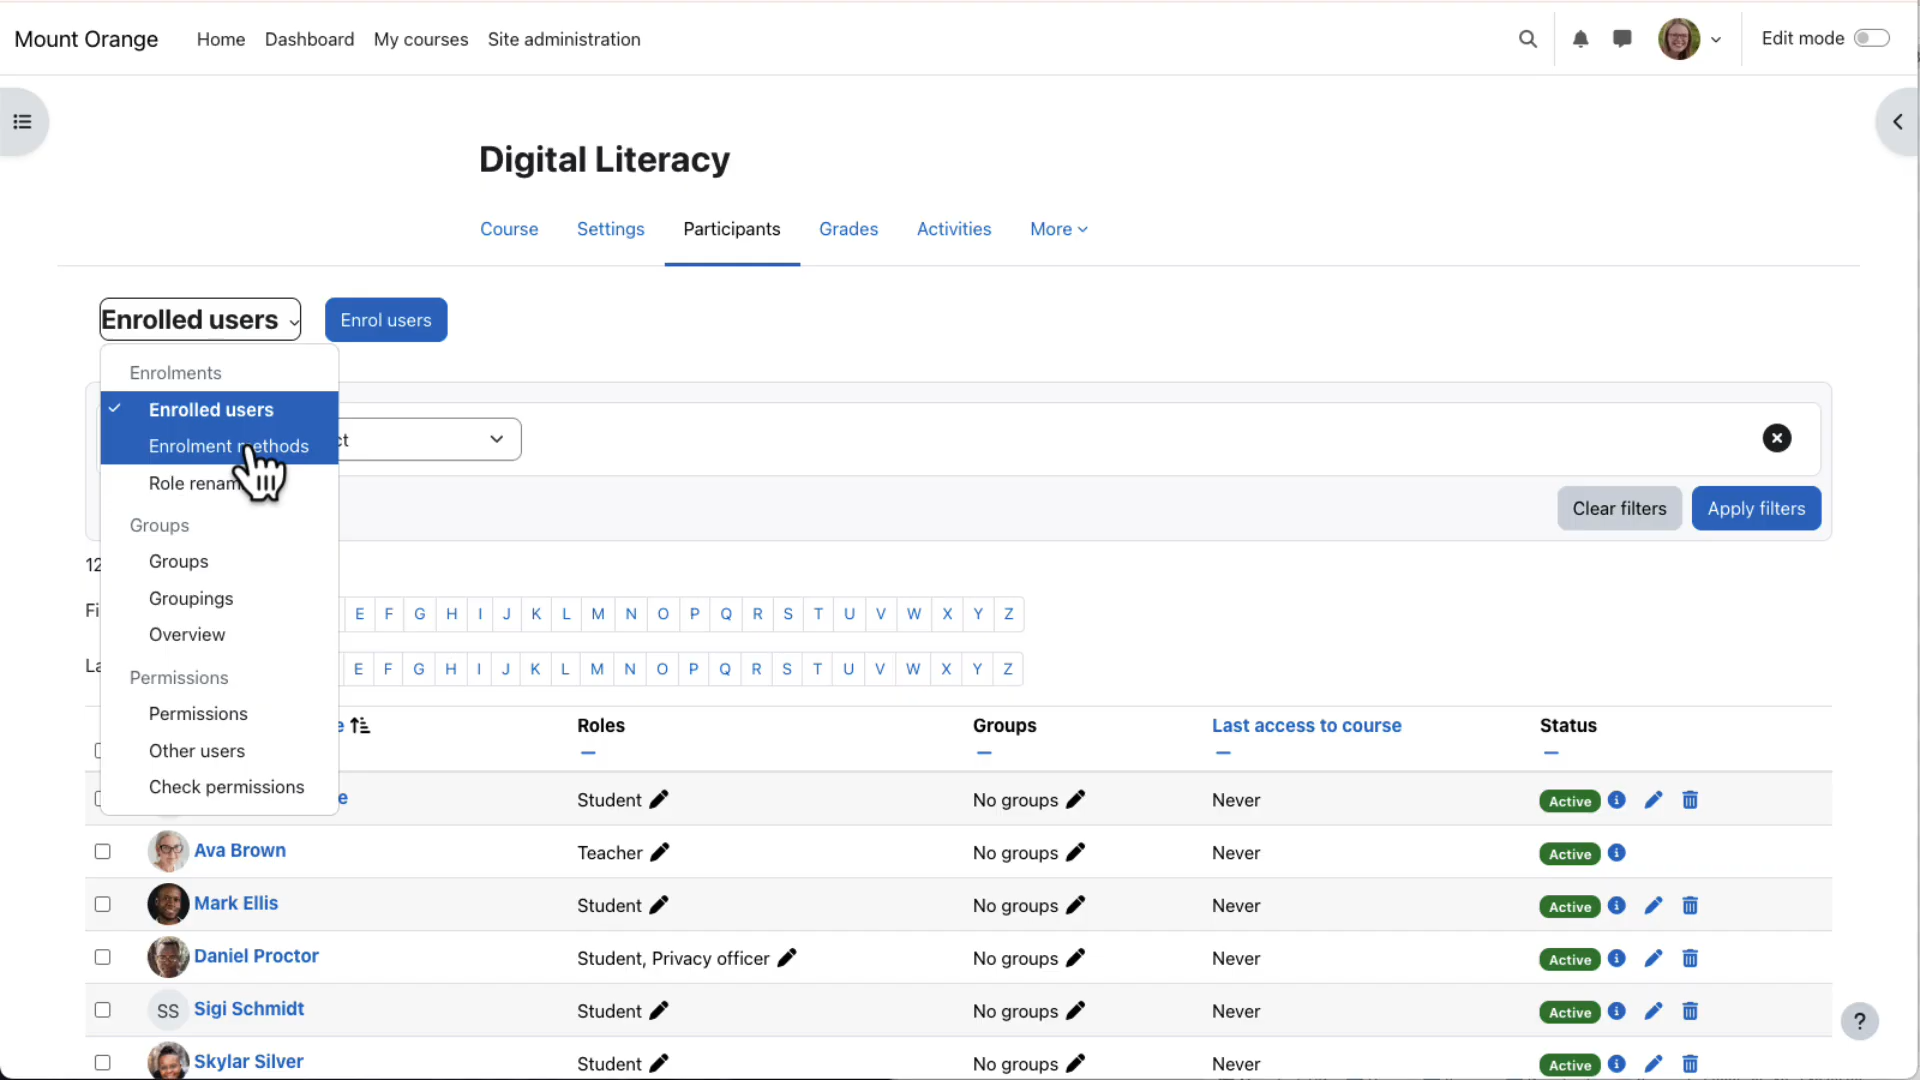 Mount Orange Home Dashboard My courses Site administration Edit mode
Digital Literacy
Course Settings Participants Grades Activities More
Enrolled users Enrol users
Enrolments
Enrolled users
Enrolment methods
Role renam
Clear filters Apply filters
Groups
Groups
12
Groupings
Fi E F G H I J K L M N O P Q R S T U V W X Y Z
Overview
La E F G H I J K L M N O P Q R S T U V W X Y Z
Permissions
Permissions
e Roles Groups Last access to course Status
Other users
Check permissions
e Student No groups Never Active
Ava Brown Teacher No groups Never Active
Mark Ellis Student No groups Never Active
Daniel Proctor Student, Privacy officer No groups Never Active
SS Sigi Schmidt Student No groups Never Active
?
Skylar Silver Student No groups Never Active